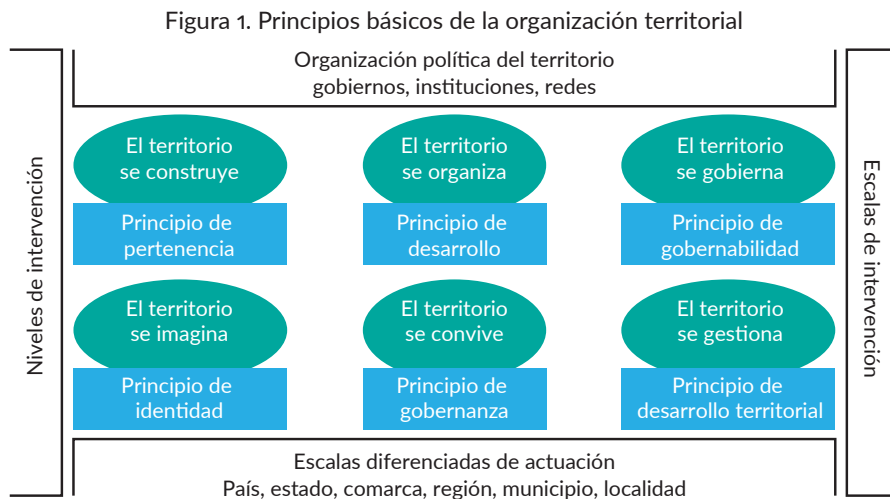 Figura 1. Principios básicos de la organización territorial
Organización política del territorio
gobiernos, instituciones, redes
Niveles de intervención
El territorio
se construye
Principio de
pertenencia
El territorio
se organiza
Principio de
desarrollo
El territorio
se gobierna
Principio de
gobernabilidad
El territorio
se imagina
Principio de
identidad
El territorio
se convive
Principio de
gobernanza
El territorio
se gestiona
Principio de
desarrollo territorial
Escalas de intervención
Escalas diferenciadas de actuación
País, estado, comarca, región, municipio, localidad